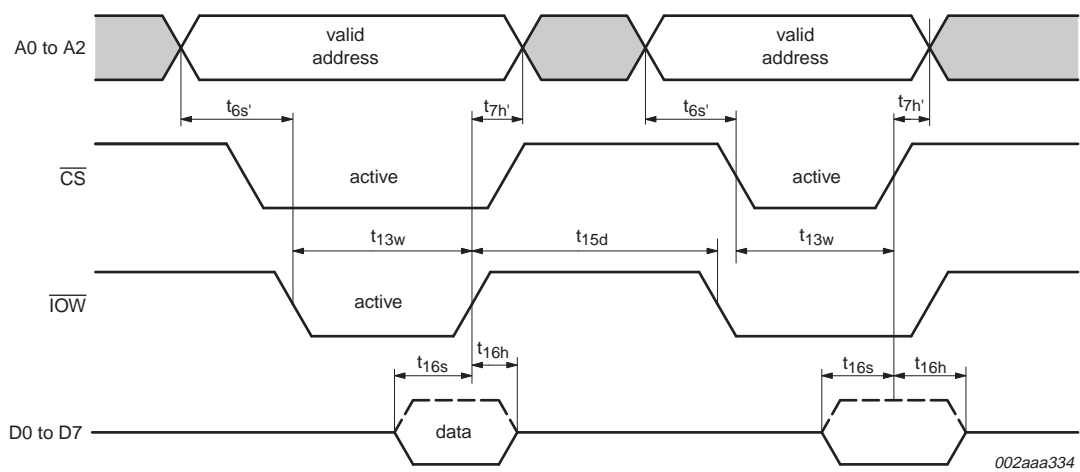 A0 to A2
valid
address
valid
address
t6s'
t7h'
t6s'
t7h'
CS
active
active
t13w
t15d
t13w
IOW
active
t16s
t16h
t16s
t16h
D0 to D7
data
002aaa334